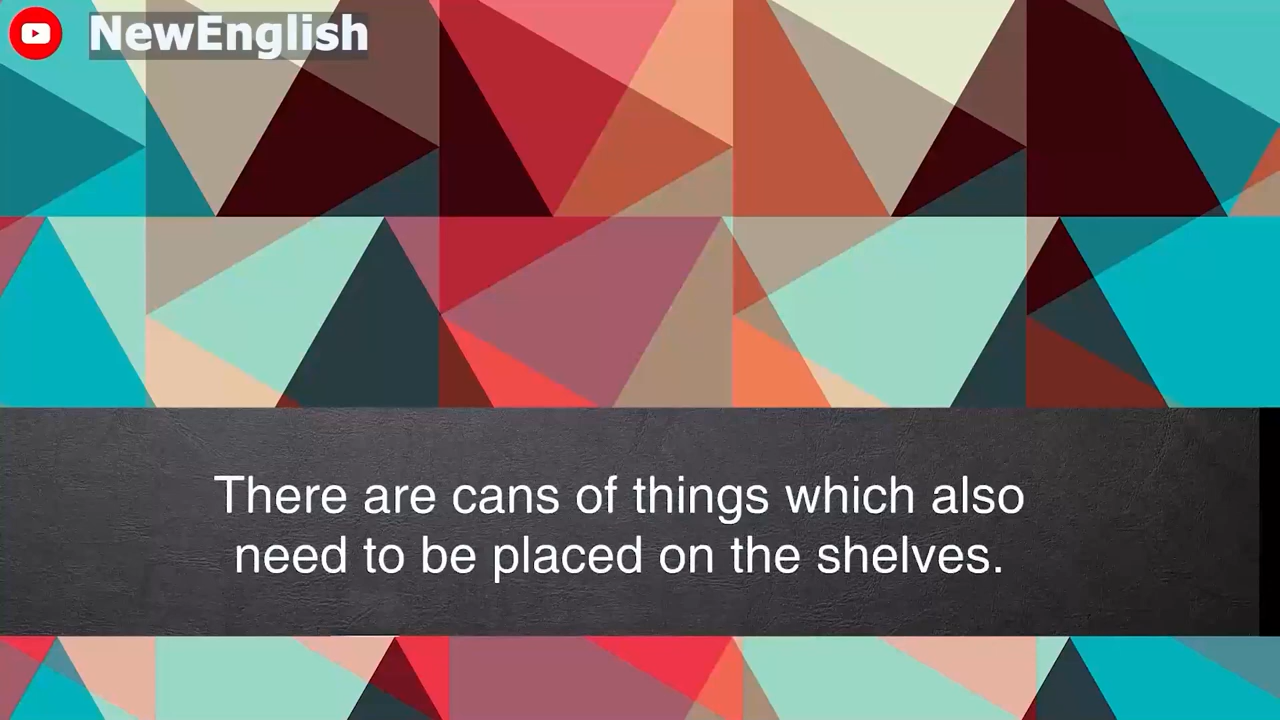 NewEnglish
There are cans of things which also
need to be placed on the shelves.